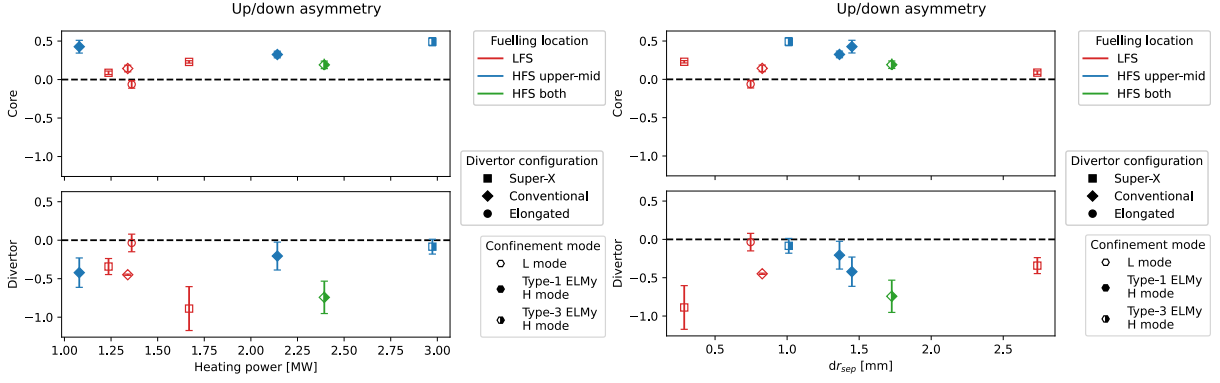 Up/down asymmetry
0.5
0.0
−0.5
−1.0
Core
0.0
−0.5
−1.0
Divertor
1.00 1.25 1.50 1.75 2.00 2.25 2.50 2.75 3.00
Heating power [MW]
Fuelling location
LFS
HFS upper-mid
HFS both
Divertor configuration
Super-X
Conventional
Elongated
Confinement mode
L mode
Type-1 ELMy
H mode
Type-3 ELMy
H mode
Up/down asymmetry
0.5
0.0
−0.5
−1.0
Core
0.0
−0.5
−1.0
Divertor
0.5 1.0 1.5 2.0 2.5
dr_sep [mm]
Fuelling location
LFS
HFS upper-mid
HFS both
Divertor configuration
Super-X
Conventional
Elongated
Confinement mode
L mode
Type-1 ELMy
H mode
Type-3 ELMy
H mode